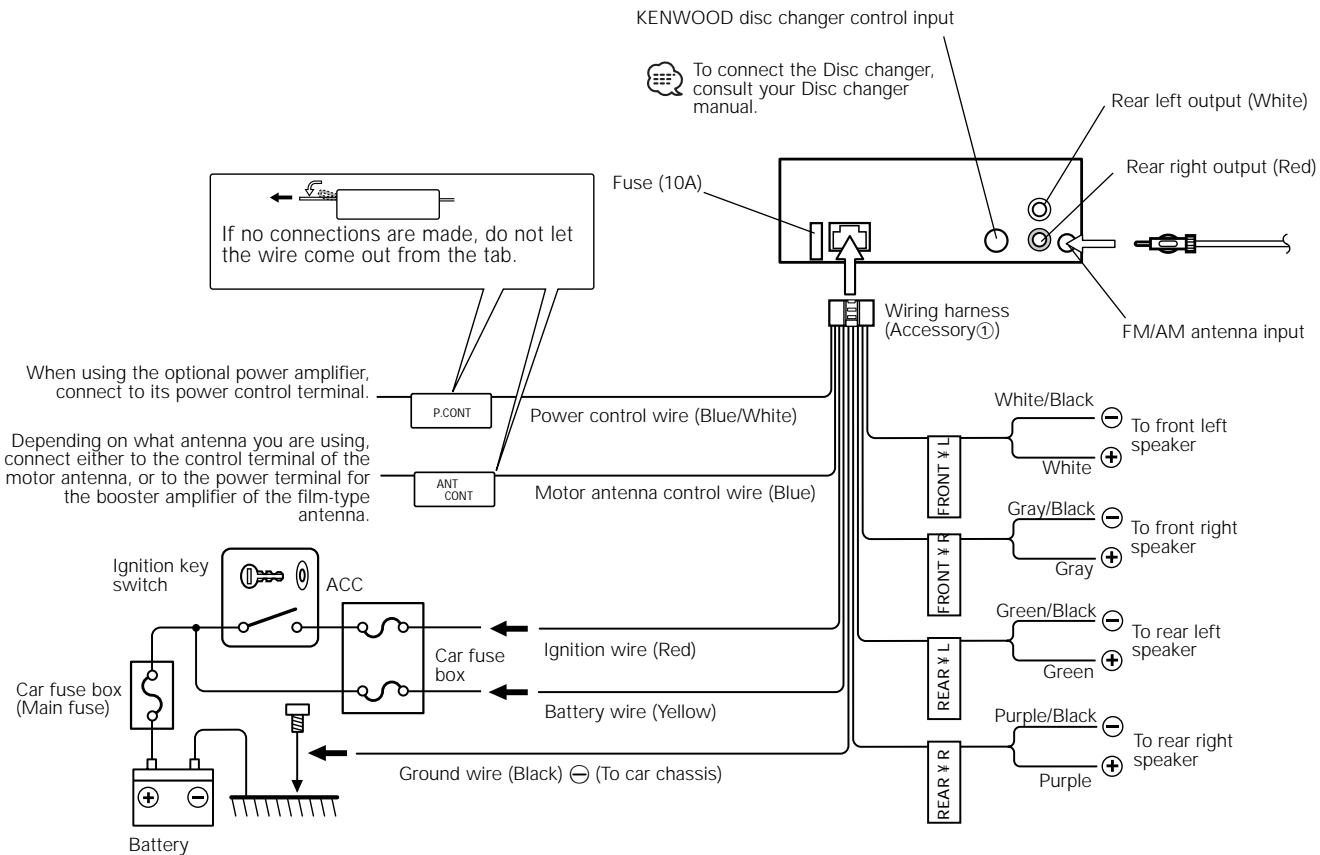 KENWOOD disc changer control input
To connect the Disc changer,
consult your Disc changer
manual.
Rear left output (White)
Rear right output (Red)
Fuse (10A)
If no connections are made, do not let
the wire come out from the tab.
Wiring harness
(Accessory①)
FM/AM antenna input
When using the optional power amplifier,
connect to its power control terminal.
P.CONT
Power control wire (Blue/White)
Depending on what antenna you are using,
connect either to the control terminal of the
motor antenna, or to the power terminal for
the booster amplifier of the film-type
antenna.
ANT
CONT
Motor antenna control wire (Blue)
White/Black
⊖
To front left
speaker
White
⊕
FRONT ¥ L
Gray/Black
⊖
To front right
speaker
Gray
⊕
FRONT ¥ R
Green/Black
⊖
To rear left
speaker
Green
⊕
REAR ¥ L
Purple/Black
⊖
To rear right
speaker
Purple
⊕
REAR ¥ R
Ignition key
switch
ACC
Car fuse
box
Ignition wire (Red)
Car fuse box
(Main fuse)
Battery wire (Yellow)
Ground wire (Black) ⊖ (To car chassis)
⊕ ⊖
Battery